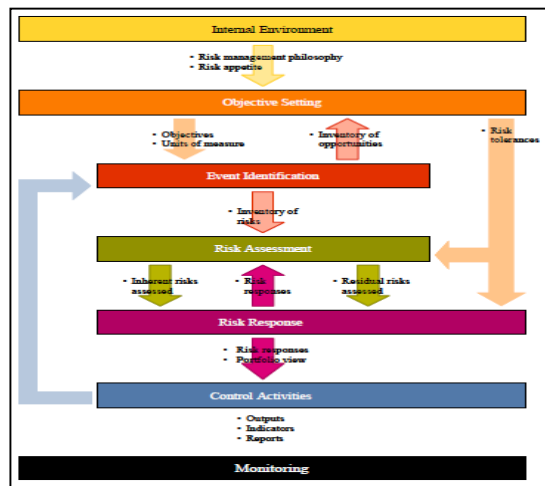 Internal Environment
• Risk management philosophy
• Risk appetite
Objective Setting
• Objectives
• Units of measure
• Inventory of
opportunities
• Risk
tolerances
Event Identification
• Inventory of
risks
Risk Assessment
• Inherent risks
assessed
• Risk
responses
• Residual risks
assessed
Risk Response
• Risk responses
• Portfolio view
Control Activities
• Outputs
• Indicators
• Reports
Monitoring